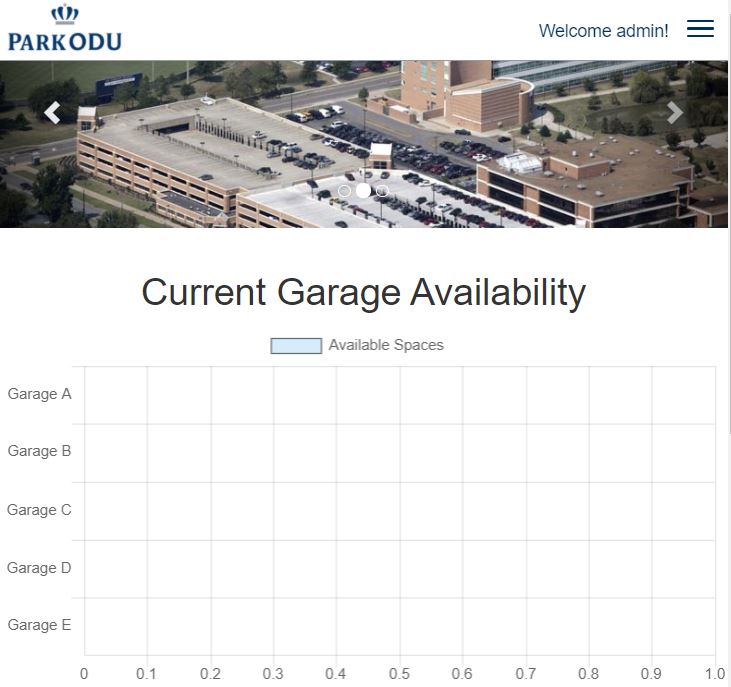 PARKODU
Welcome admin!
Current Garage Availability
Available Spaces
Garage A
Garage B
Garage C
Garage D
Garage E
0 0.1 0.2 0.3 0.4 0.5 0.6 0.7 0.8 0.9 1.0